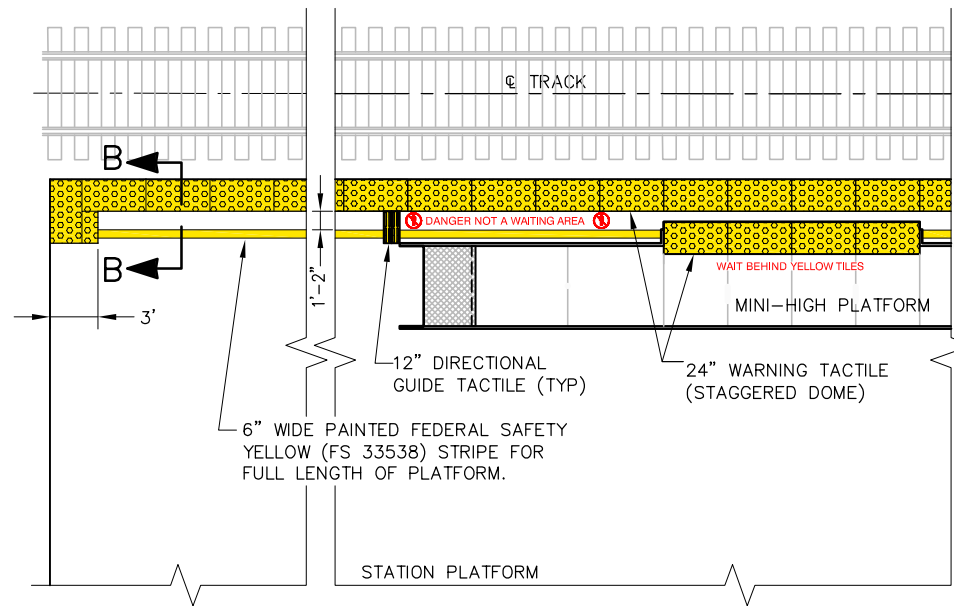 ℄ TRACK
B
DANGER NOT A WAITING AREA
B
1'-2"
WAIT BEHIND YELLOW TILES
MINI-HIGH PLATFORM
3'
12" DIRECTIONAL
GUIDE TACTILE (TYP)
24" WARNING TACTILE
(STAGGERED DOME)
6" WIDE PAINTED FEDERAL SAFETY
YELLOW (FS 33538) STRIPE FOR
FULL LENGTH OF PLATFORM.
STATION PLATFORM